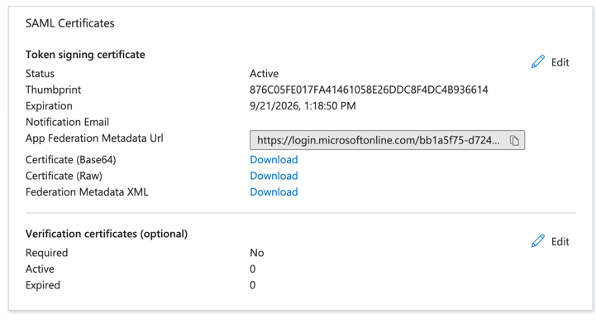 SAML Certificates
Token signing certificate
Edit
Status Active
Thumbprint 876C05FE017FA41461058E26DDC8F4DC4B936614
Expiration 9/21/2026, 1:18:50 PM
Notification Email
App Federation Metadata Url https://login.microsoftonline.com/bb1a5f75-d724...
Certificate (Base64) Download
Certificate (Raw) Download
Federation Metadata XML Download
Verification certificates (optional)
Edit
Required No
Active 0
Expired 0